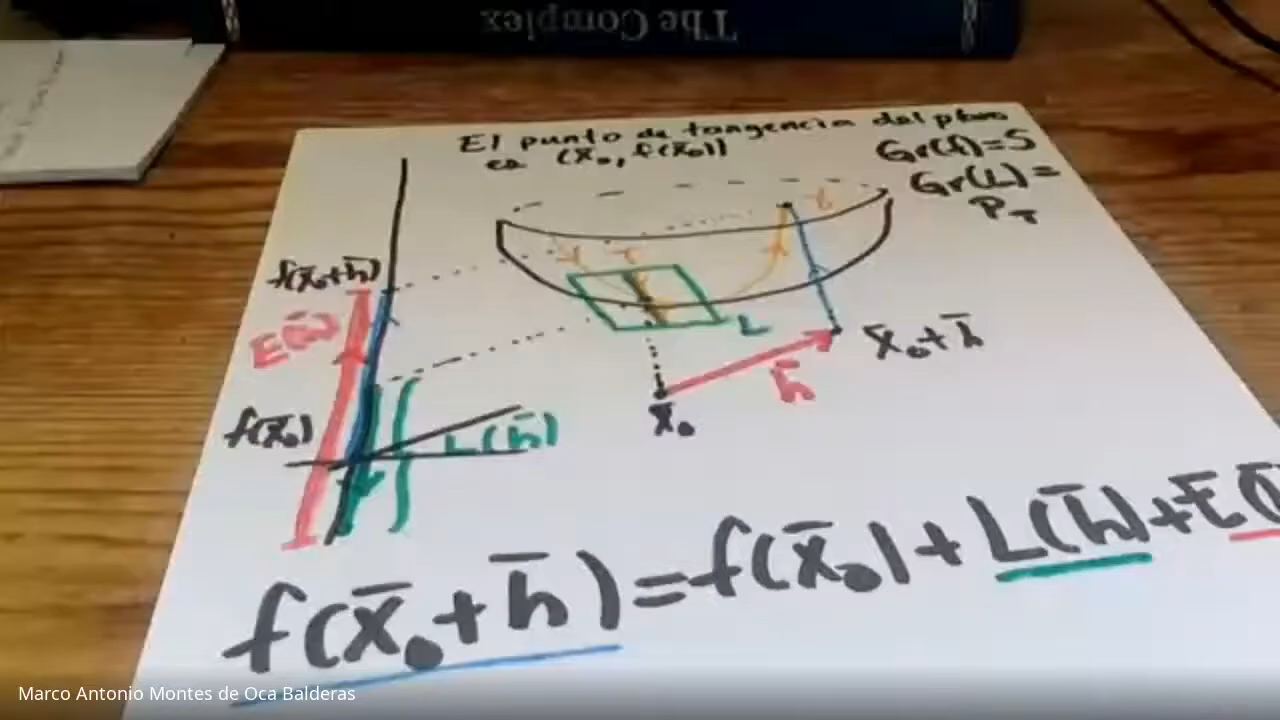 The Complex
El punto de tangencia del plano
es (x̄₀, f(x̄₀))
Gr(f)=S
Gr(L)=
P_T
f(x̄₀+h̄)
E(h̄)
f(x̄₀)
L(h̄)
L
x̄₀+h̄
h̄
x̄₀
f(x̄₀+h̄)=f(x̄₀)+L(h̄)+E(
Marco Antonio Montes de Oca Balderas